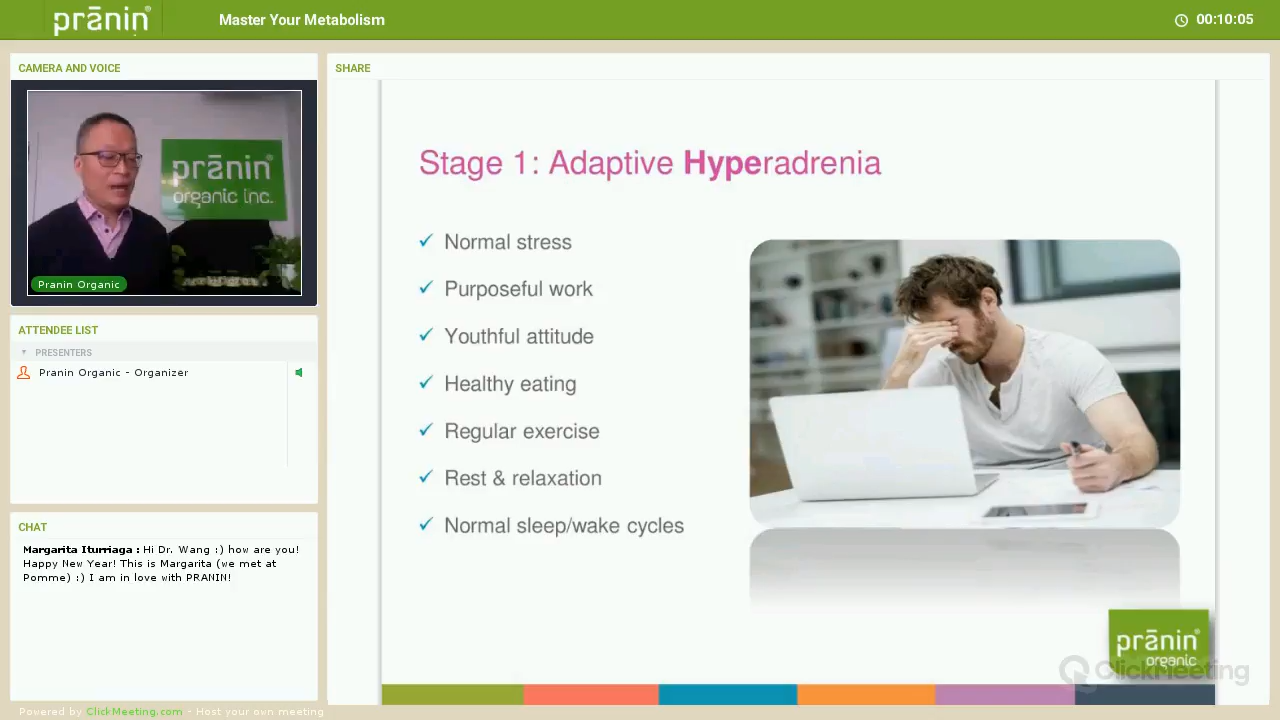 prānin®
Master Your Metabolism
00:10:05
CAMERA AND VOICE
prānin®
organic inc.
Pranin Organic
ATTENDEE LIST
PRESENTERS
Pranin Organic - Organizer
CHAT
Margarita Iturriaga : Hi Dr. Wang :) how are you!
Happy New Year! This is Margarita (we met at
Pomme) :) I am in love with PRANIN!
SHARE
Stage 1: Adaptive Hyperadrenia
✓ Normal stress
✓ Purposeful work
✓ Youthful attitude
✓ Healthy eating
✓ Regular exercise
✓ Rest & relaxation
✓ Normal sleep/wake cycles
prānin®
organic
ClickMeeting
Powered by ClickMeeting.com - Host your own meeting